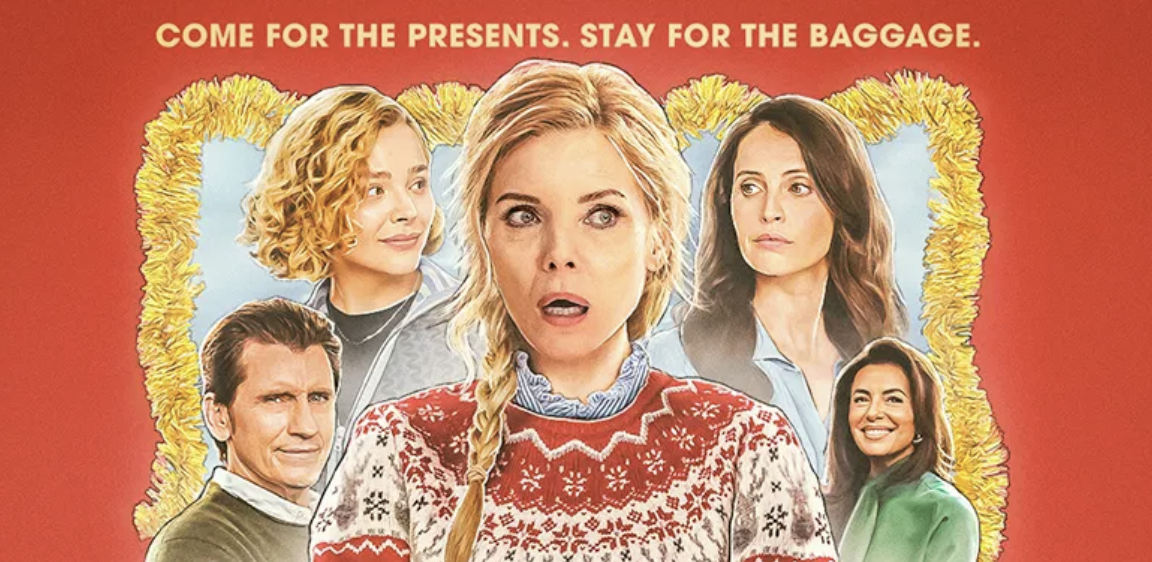 COME FOR THE PRESENTS. STAY FOR THE BAGGAGE.